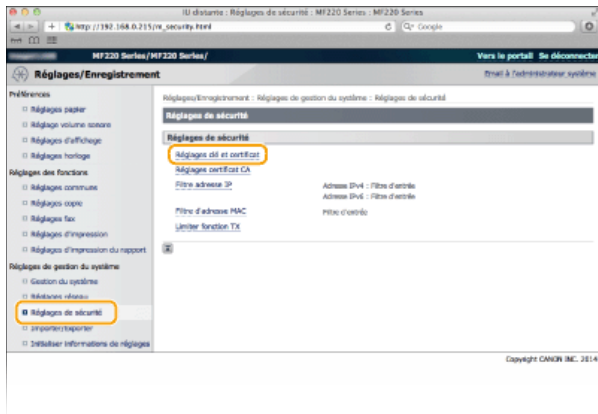 IU distante : Réglages de sécurité : MF220 Series : MF220 Series
http://192.168.0.215/m_security.html
Google
MF220 Series/MF220 Series/
Vers le portail Se déconnecter
Réglages/Enregistrement
Email à l'administrateur système
Préférences
Réglages papier
Réglage volume sonore
Réglages d'affichage
Réglages horloge
Réglages des fonctions
Réglages communs
Réglages copie
Réglages fax
Réglages d'impression
Réglages d'impression du rapport
Réglages de gestion du système
Gestion du système
Réglages réseau
Réglages de sécurité
Importer/Exporter
Initialiser informations de réglages
Réglages/Enregistrement : Réglages de gestion du système : Réglages de sécurité
Réglages de sécurité
Réglages de sécurité
Réglages clé et certificat
Réglages certificat CA
Filtre adresse IP
Adresse IPv4 : Filtre d'entrée
Adresse IPv6 : Filtre d'entrée
Filtre d'adresse MAC
Filtre d'entrée
Limiter fonction TX
Copyright CANON INC. 2014